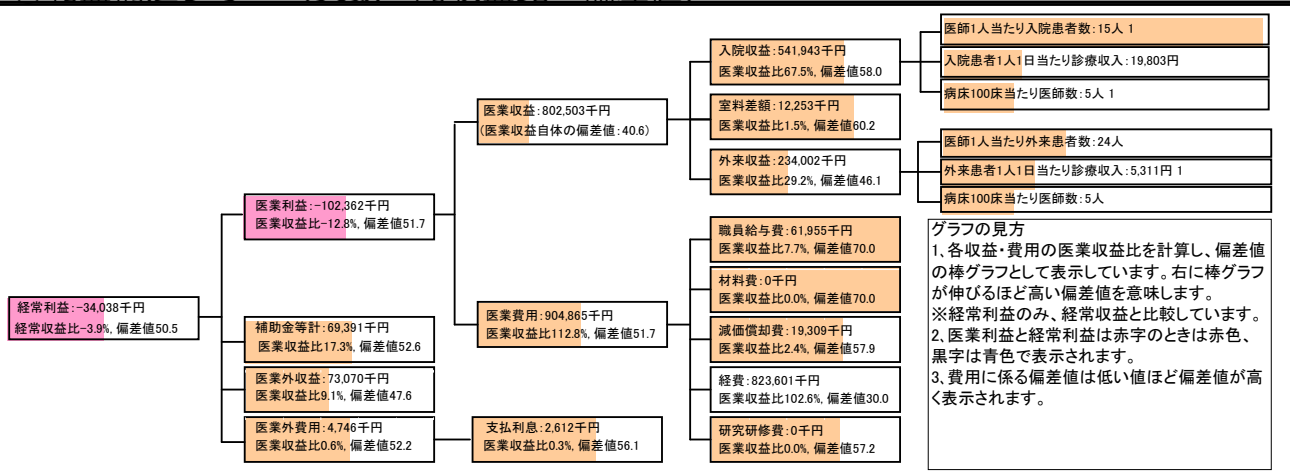 経常利益:-34,038千円
経常収益比-3.9%, 偏差値50.5
医業利益:-102,362千円
医業収益比-12.8%, 偏差値51.7
補助金等計:69,391千円
医業収益比17.3%, 偏差値52.6
医業外収益:73,070千円
医業収益比9.1%, 偏差値47.6
医業外費用:4,746千円
医業収益比0.6%, 偏差値52.2
医業収益:802,503千円
(医業収益自体の偏差値:40.6)
医業費用:904,865千円
医業収益比112.8%, 偏差値51.7
支払利息:2,612千円
医業収益比0.3%, 偏差値56.1
入院収益:541,943千円
医業収益比67.5%, 偏差値58.0
室料差額:12,253千円
医業収益比1.5%, 偏差値60.2
外来収益:234,002千円
医業収益比29.2%, 偏差値46.1
職員給与費:61,955千円
医業収益比7.7%, 偏差値70.0
材料費:0千円
医業収益比0.0%, 偏差値70.0
減価償却費:19,309千円
医業収益比2.4%, 偏差値57.9
経費:823,601千円
医業収益比102.6%, 偏差値30.0
研究研修費:0千円
医業収益比0.0%, 偏差値57.2
医師1人当たり入院患者数:15人 1
入院患者1人1日当たり診療収入:19,803円
病床100床当たり医師数:5人 1
医師1人当たり外来患者数:24人
外来患者1人1日当たり診療収入:5,311円 1
病床100床当たり医師数:5人
グラフの見方
1、各収益・費用の医業収益比を計算し、偏差値
の棒グラフとして表示しています。右に棒グラフ
が伸びるほど高い偏差値を意味します。
※経常利益のみ、経常収益と比較しています。
2、医業利益と経常利益は赤字のときは赤色、
黒字は青色で表示されます。
3、費用に係る偏差値は低い値ほど偏差値が高
く表示されます。